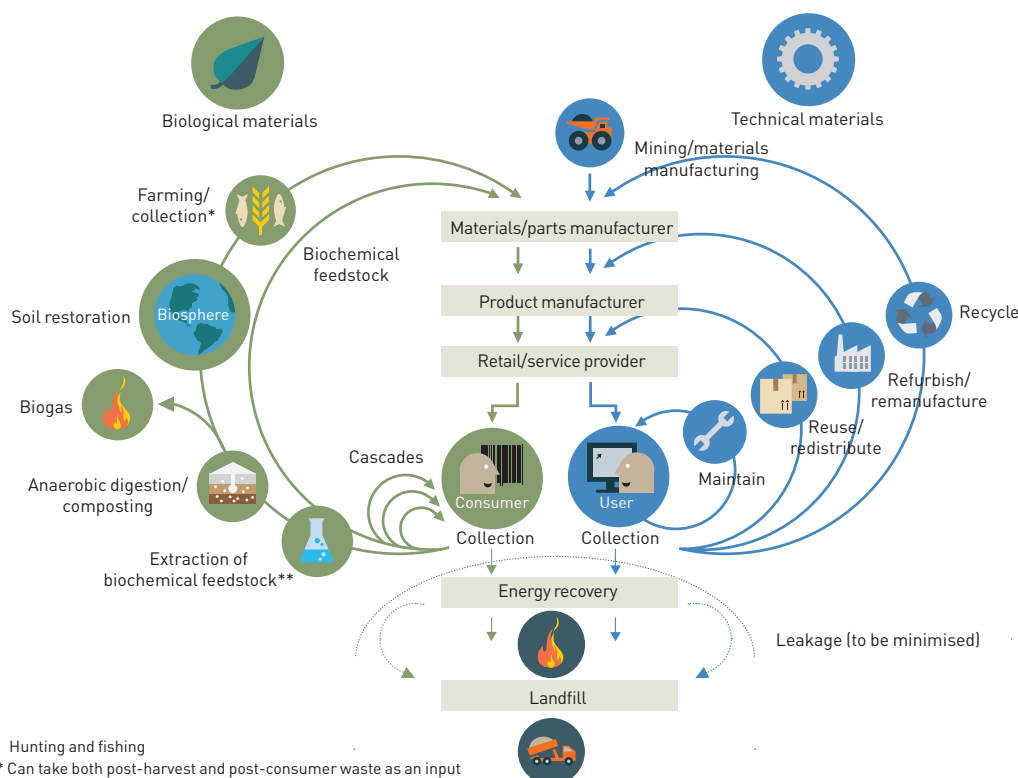 Biological materials
Technical materials
Mining/materials
manufacturing
Farming/
collection*
Biochemical
feedstock
Materials/parts manufacturer
Soil restoration
Biosphere
Product manufacturer
Recycle
Retail/service provider
Refurbish/
remanufacture
Biogas
Reuse/
redistribute
Cascades
Maintain
Anaerobic digestion/
composting
Consumer
User
Collection
Collection
Extraction of
biochemical feedstock**
Energy recovery
Leakage (to be minimised)
Landfill
Hunting and fishing
* Can take both post-harvest and post-consumer waste as an input